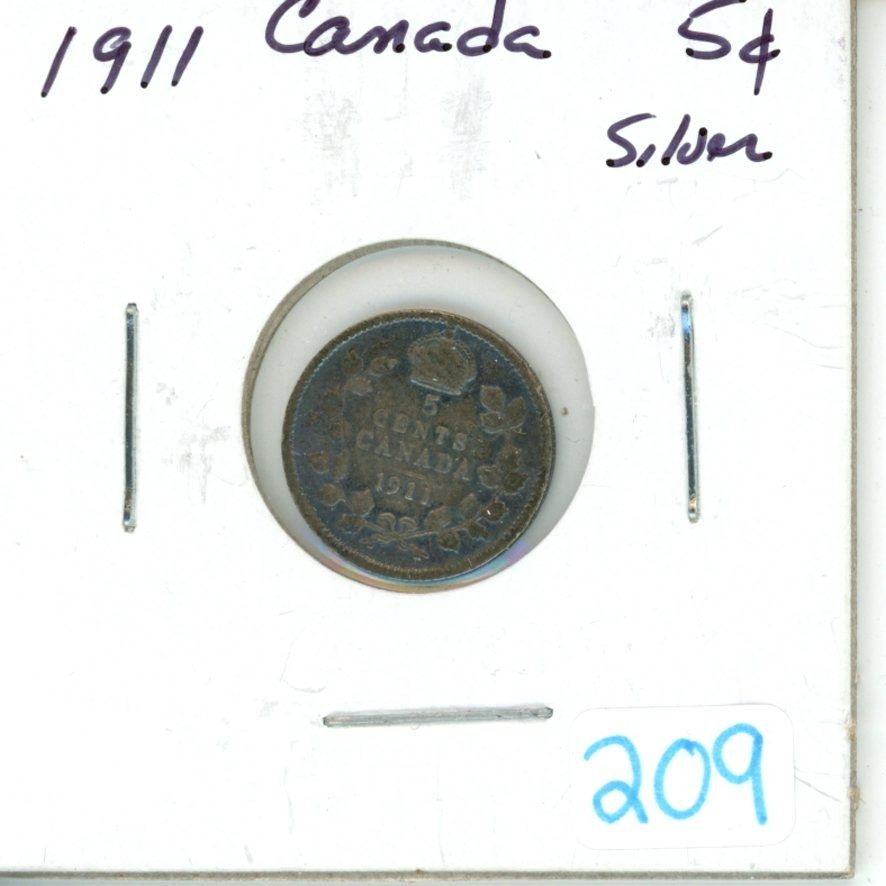 1911 Canada 5¢
Silver
5
CENTS
CANADA
1911
209